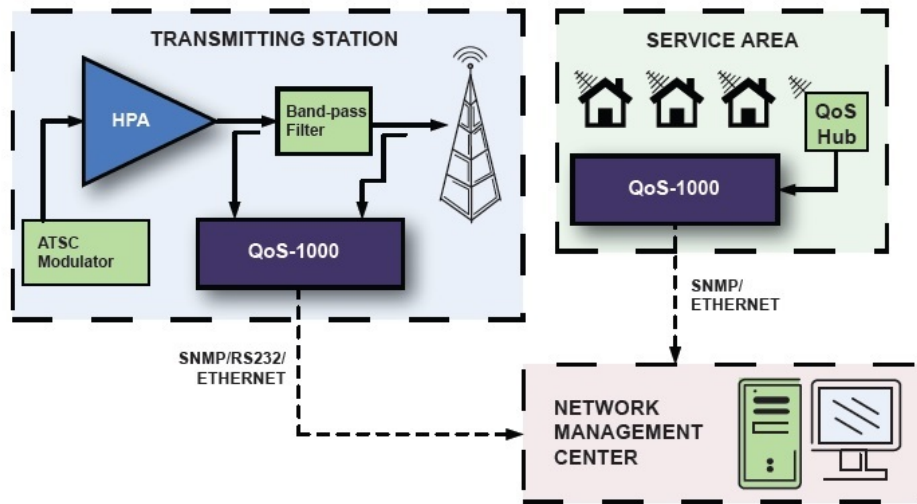 TRANSMITTING STATION
HPA
Band-pass
Filter
ATSC
Modulator
QoS-1000
SERVICE AREA
QoS
Hub
QoS-1000
SNMP/
ETHERNET
SNMP/RS232/
ETHERNET
NETWORK
MANAGEMENT
CENTER